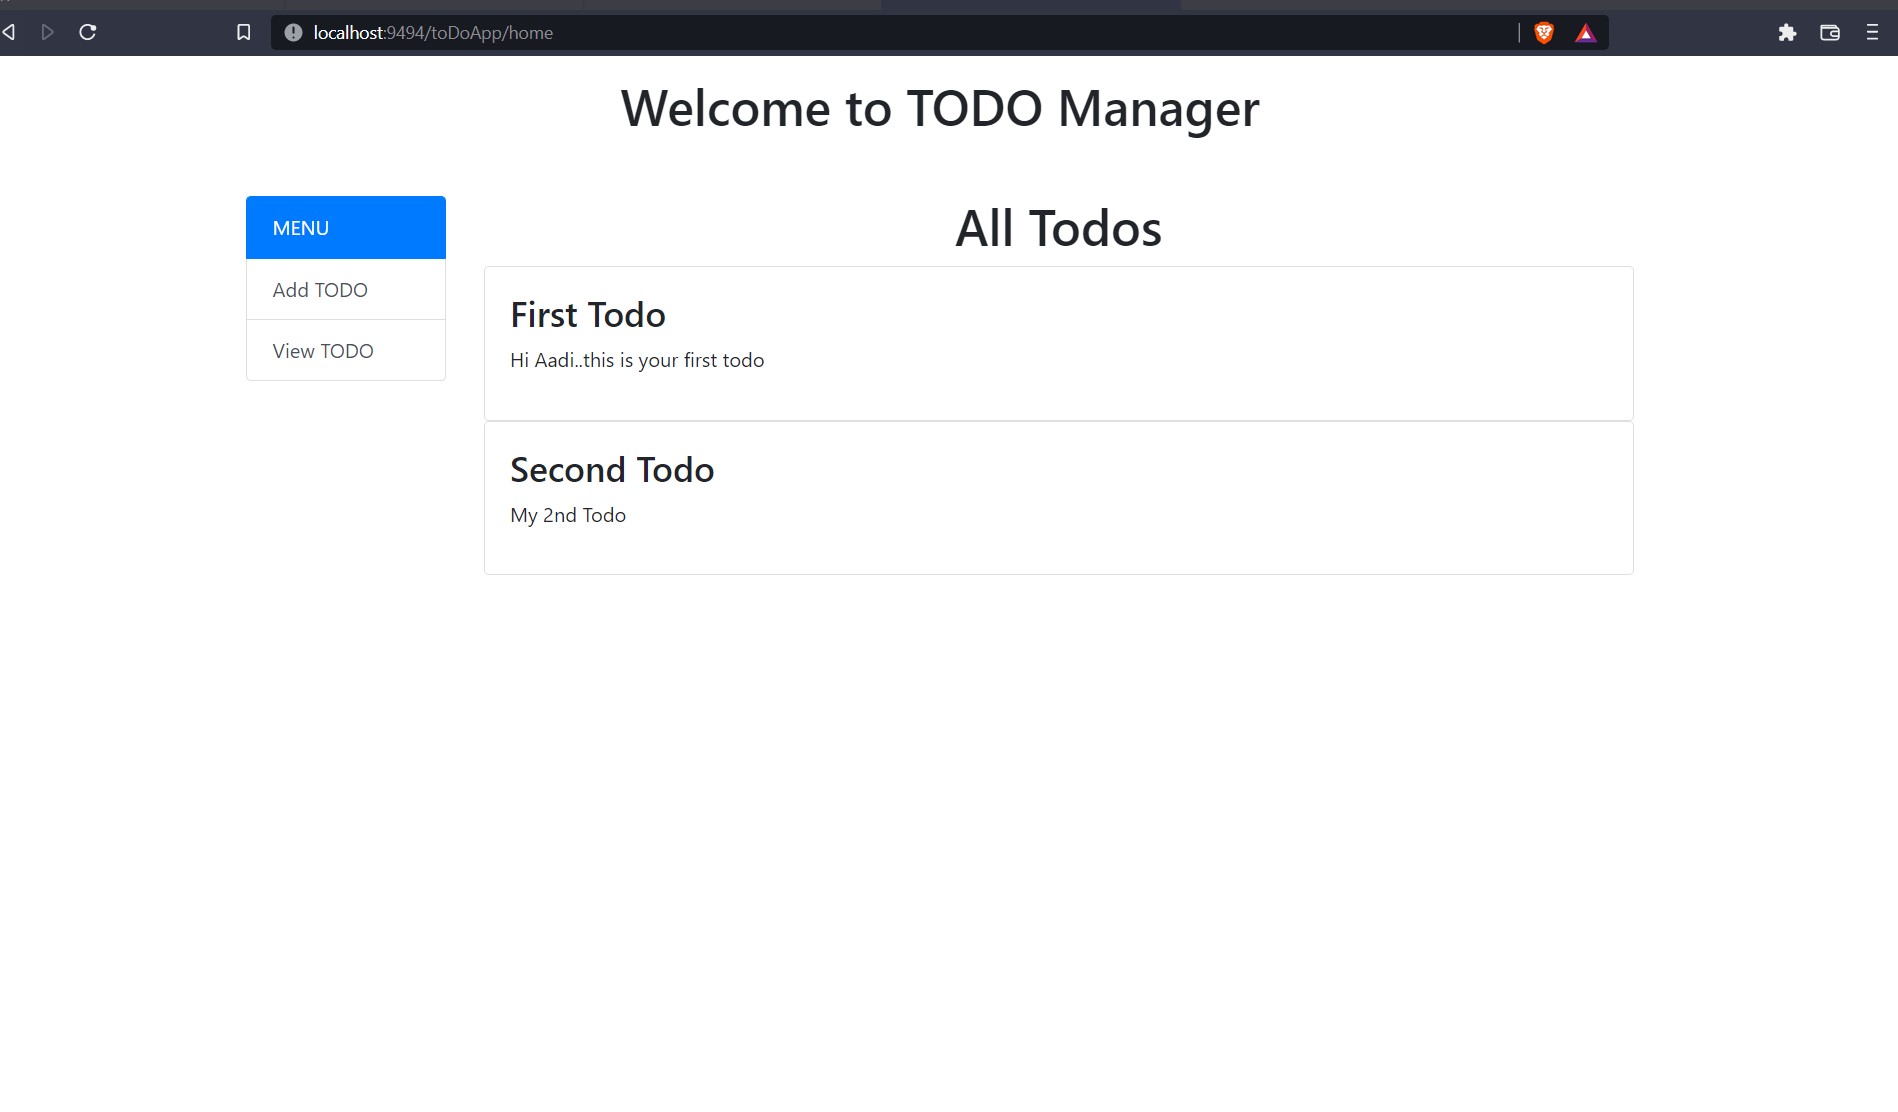 localhost:9494/toDoApp/home
Welcome to TODO Manager
MENU
Add TODO
View TODO
All Todos
First Todo
Hi Aadi..this is your first todo
Second Todo
My 2nd Todo